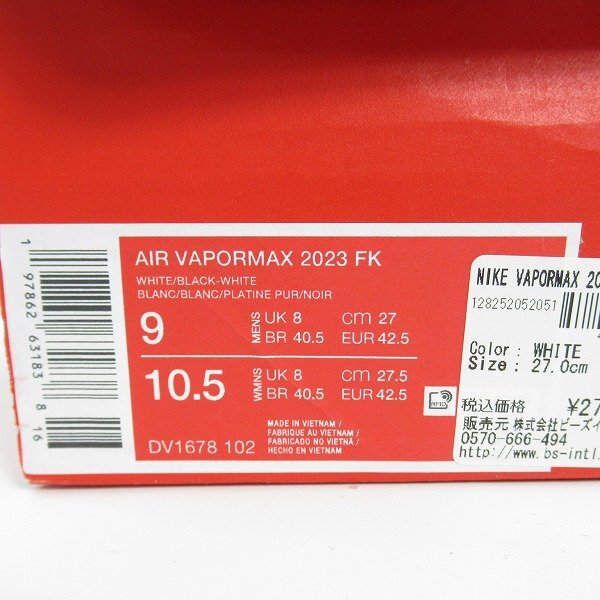 1 97862 63183 8 16
AIR VAPORMAX 2023 FK
WHITE/BLACK-WHITE
BLANC/BLANC/PLATINE PUR/NOIR
9 MENS UK 8 cm 27
BR 40.5 EUR 42.5
10.5 WMNS UK 8 cm 27.5
BR 40.5 EUR 42.5
DV1678 102
MADE IN VIETNAM /
FABRIQUÉ AU VIETNAM /
FABRICADO NO VIETNÃ /
HECHO EN VIETNAM
RFID
NIKE VAPORMAX 20
128252052051
Color: WHITE
Size: 27.0cm
税込価格 ¥27
販売元 株式会社ビーズイ
0570-666-494
http://www.bs-intl.